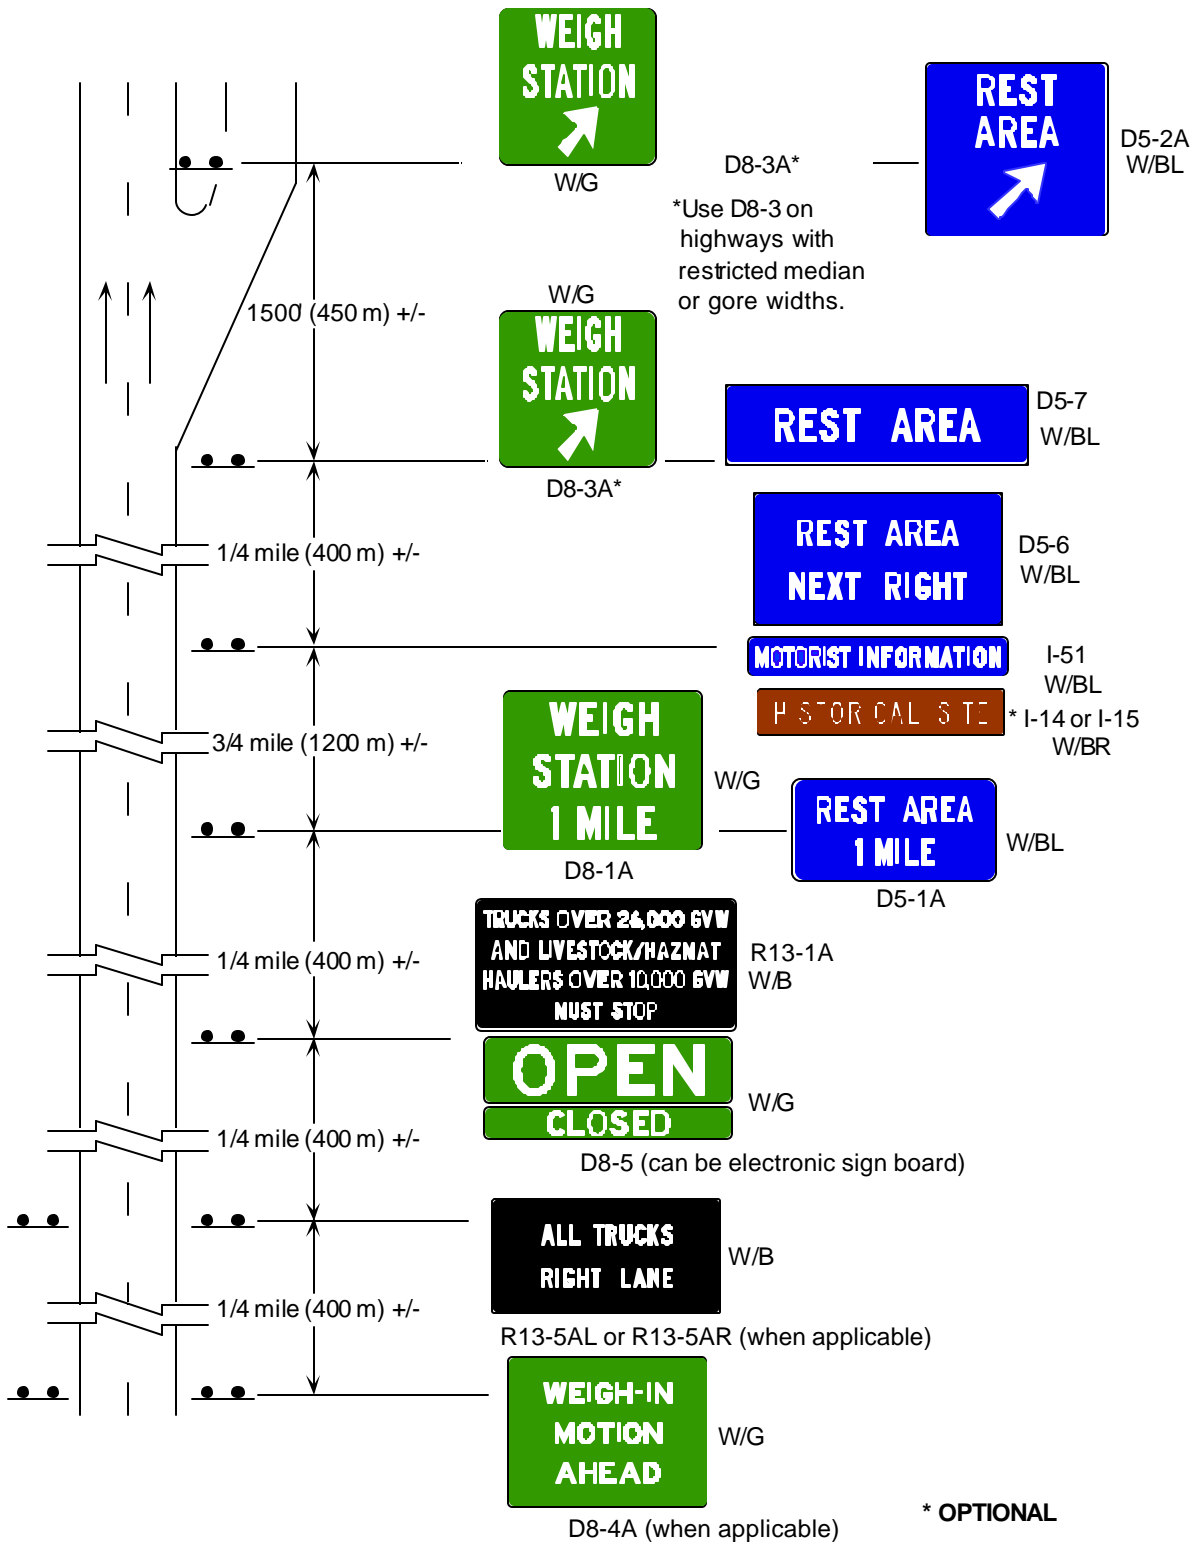 WEIGH
STATION
W/G
REST
AREA
D5-2A
W/BL
D8-3A*
*Use D8-3 on
highways with
restricted median
or gore widths.
1500' (450 m) +/-
W/G
WEIGH
STATION
D8-3A*
REST AREA
D5-7
W/BL
1/4 mile (400 m) +/-
REST AREA
NEXT RIGHT
D5-6
W/BL
MOTORIST INFORMATION
I-51
W/BL
HISTORICAL SITE
* I-14 or I-15
W/BR
3/4 mile (1200 m) +/-
WEIGH
STATION
1 MILE
W/G
D8-1A
REST AREA
1 MILE
W/BL
D5-1A
1/4 mile (400 m) +/-
TRUCKS OVER 26,000 GVW
AND LIVESTOCK/HAZMAT
HAULERS OVER 10,000 GVW
MUST STOP
R13-1A
W/B
OPEN
CLOSED
W/G
1/4 mile (400 m) +/-
D8-5 (can be electronic sign board)
ALL TRUCKS
RIGHT LANE
W/B
1/4 mile (400 m) +/-
R13-5AL or R13-5AR (when applicable)
WEIGH-IN
MOTION
AHEAD
W/G
D8-4A (when applicable)
* OPTIONAL